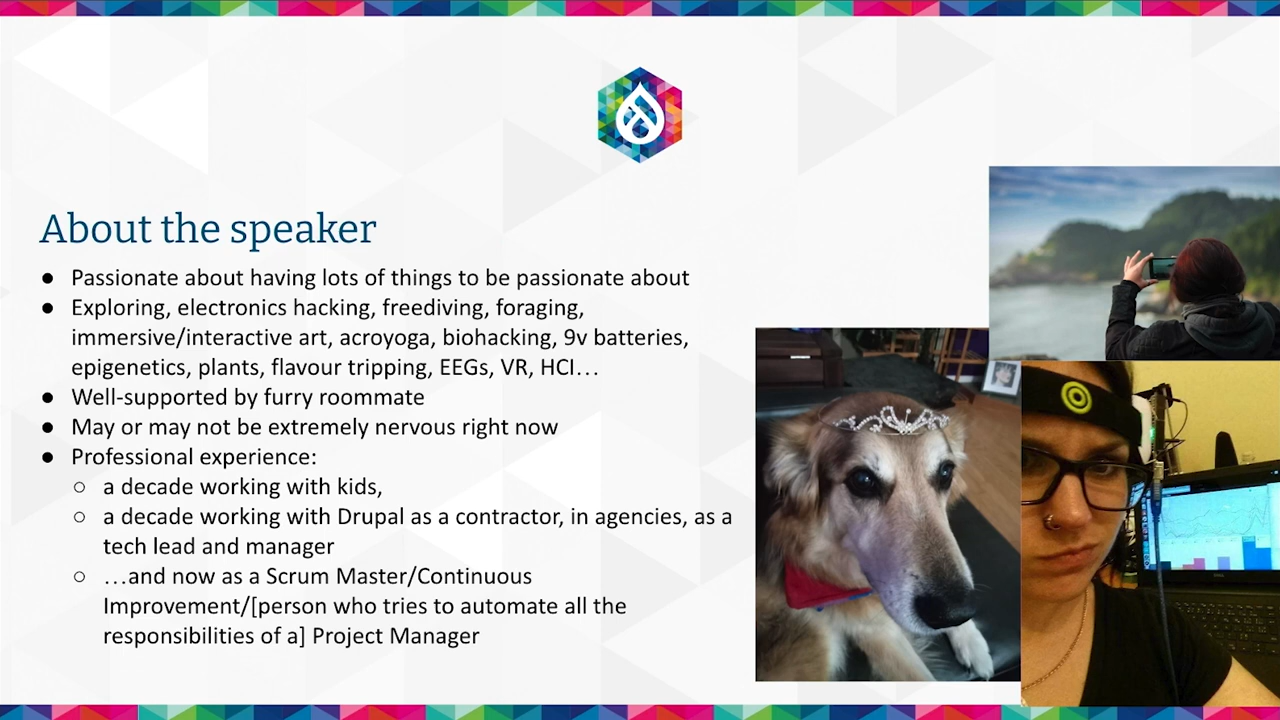 About the speaker
● Passionate about having lots of things to be passionate about
● Exploring, electronics hacking, freediving, foraging,
immersive/interactive art, acroyoga, biohacking, 9v batteries,
epigenetics, plants, flavour tripping, EEGs, VR, HCI…
● Well-supported by furry roommate
● May or may not be extremely nervous right now
● Professional experience:
○ a decade working with kids,
○ a decade working with Drupal as a contractor, in agencies, as a
tech lead and manager
○ …and now as a Scrum Master/Continuous
Improvement/[person who tries to automate all the
responsibilities of a] Project Manager